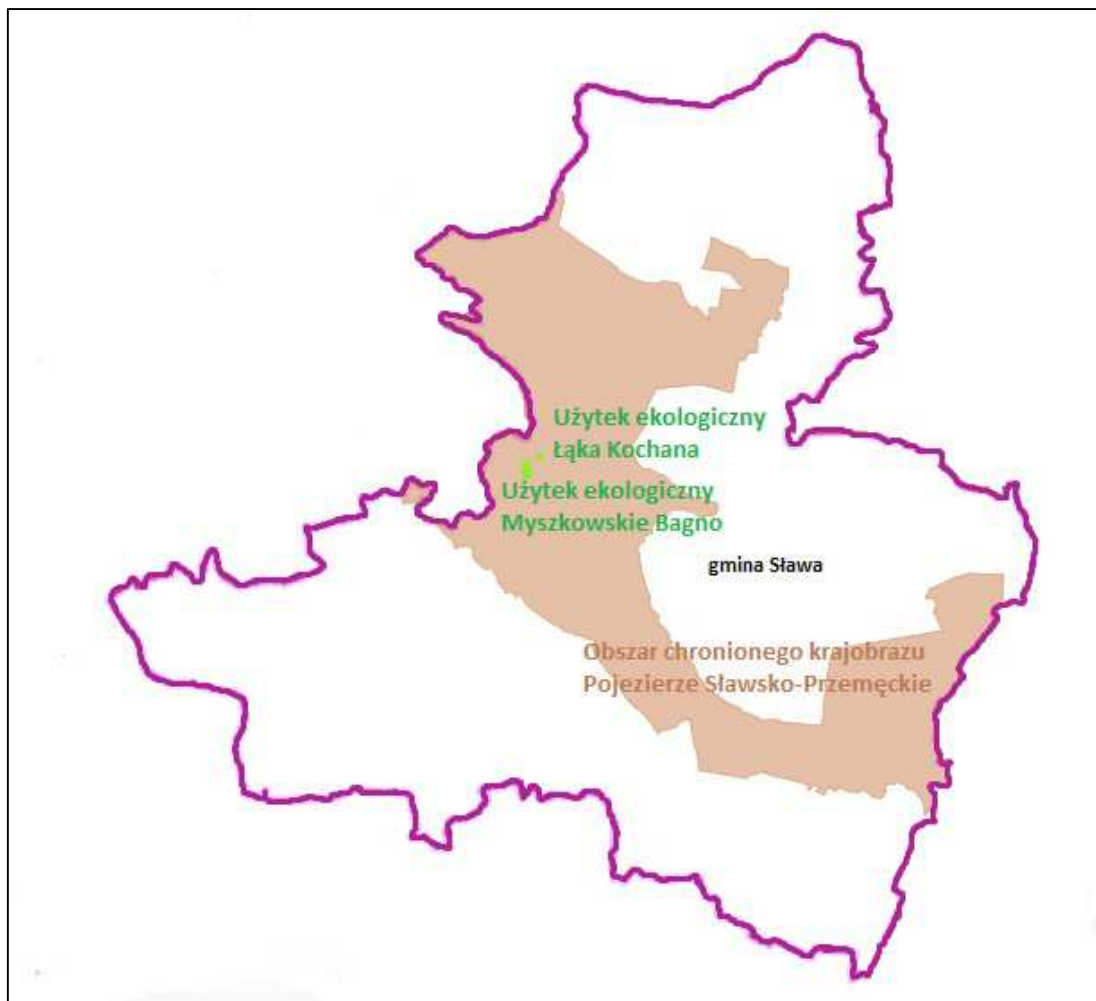 Użytek ekologiczny
Łąka Kochana
Użytek ekologiczny
Myszkowskie Bagno
gmina Sława
Obszar chronionego krajobrazu
Pojezierze Sławsko-Przemęckie